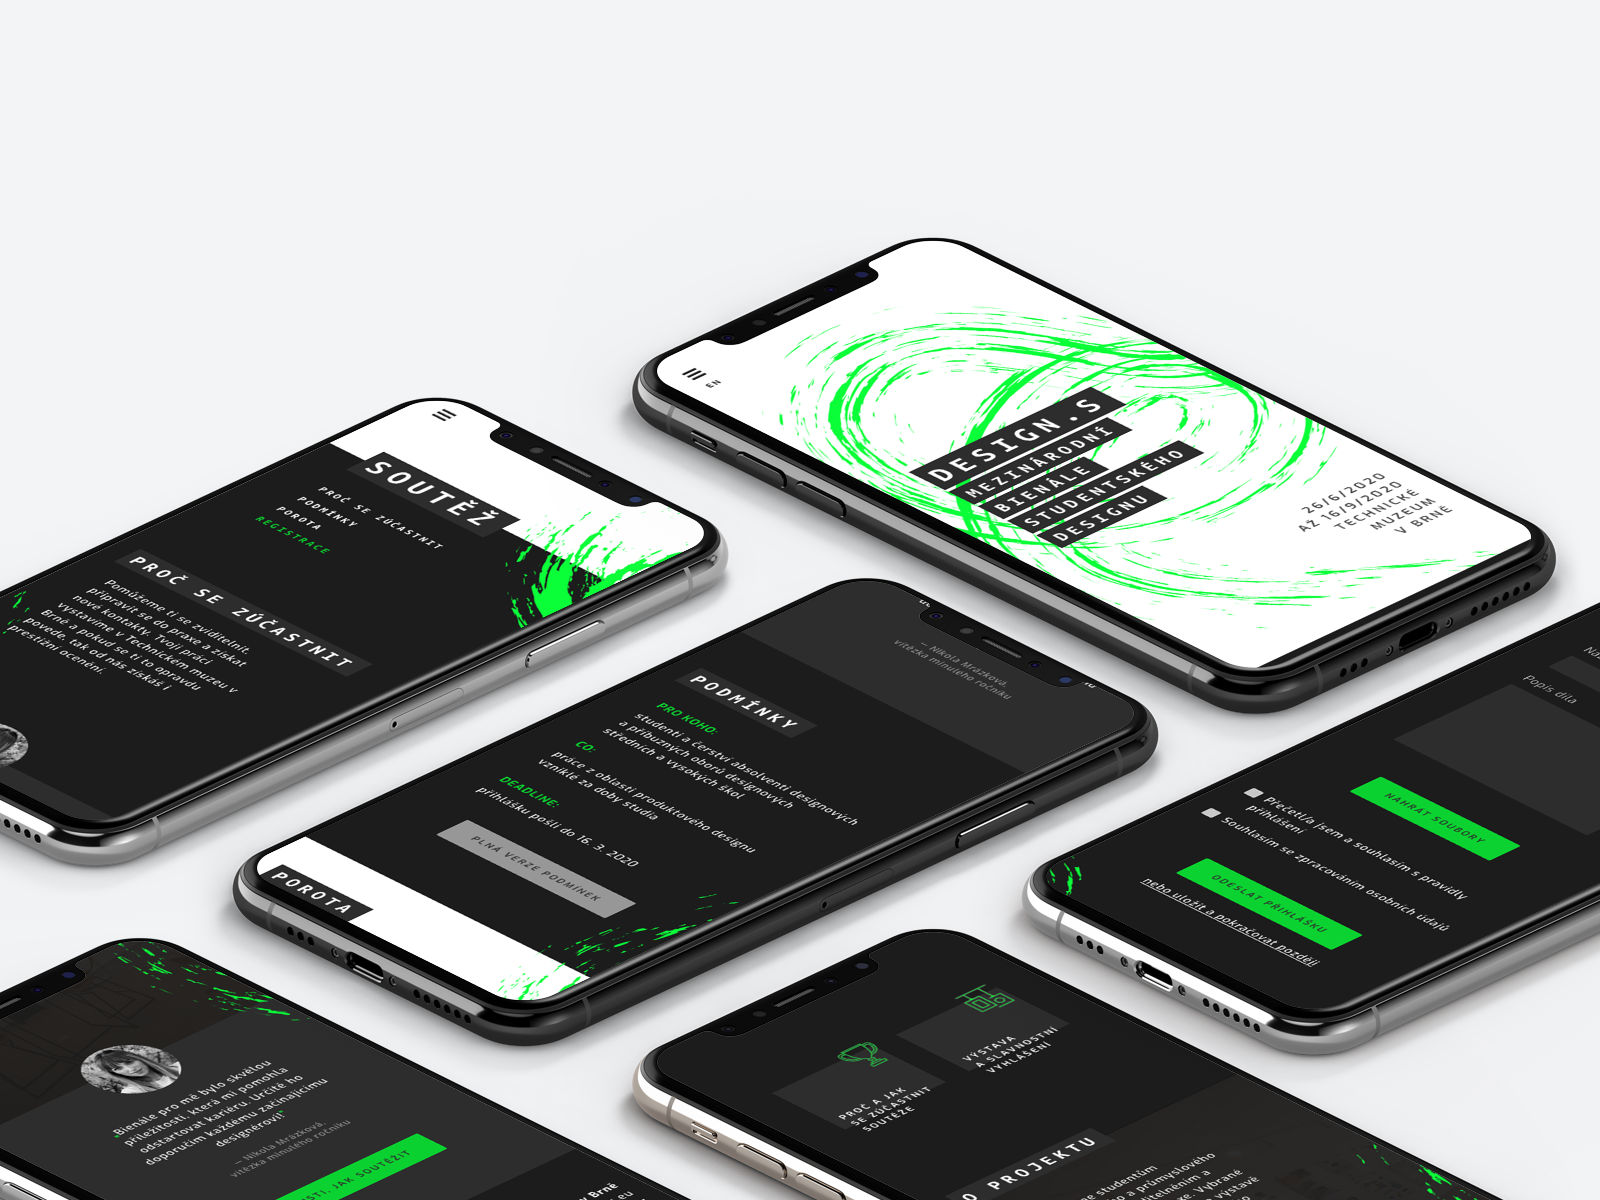 EN
DESIGN.S
MEZINÁRODNÍ
BIENÁLE
STUDENTSKÉHO
DESIGNU
26/6/2020
AŽ 16/9/2020
TECHNICKÉ
MUZEUM
V BRNĚ
SOUTĚŽ
PROČ SE ZÚČASTNIT
PODMÍNKY
POROTA
REGISTRACE
PROČ SE ZÚČASTNIT
Pomůžeme ti se zviditelnit,
připravit se do praxe a získat
nové kontakty. Tvoji práci
vystavíme v Technickém muzeu v
Brně a pokud se ti to opravdu
povede, tak od nás získáš i
prestižní ocenění.
— Nikola Mrázková,
vítězka minulého ročníku
PODMÍNKY
PRO KOHO:
studenti a čerství absolventi designových
a příbuzných oborů designových
středních a vysokých škol
CO:
práce z oblasti produktového designu
vzniklé za doby studia
DEADLINE:
přihlášku pošli do 16. 3. 2020
PLNÁ VERZE PODMÍNEK
POROTA
Popis díla
NAHRÁT SOUBORY
Přečetl/a jsem a souhlasím s pravidly
přihlášení
Souhlasím se zpracováním osobních údajů
ODESLAT PŘIHLÁŠKU
nebo uložit a pokračovat později
„Bienále pro mě bylo skvělou
příležitostí, která mi pomohla
odstartovat kariéru. Určitě ho
doporučím každému začínajícímu
designérovi!“
— Nikola Mrázková,
vítězka minulého ročníku
JAK SOUTĚŽIT
v Brně
PROČ A JAK
SE ZÚČASTNIT
SOUTĚŽE
VÝSTAVA
A SLAVNOSTNÍ
VYHLÁŠENÍ
O PROJEKTU
studentům
a průmyslového
Vybrané
výstavě